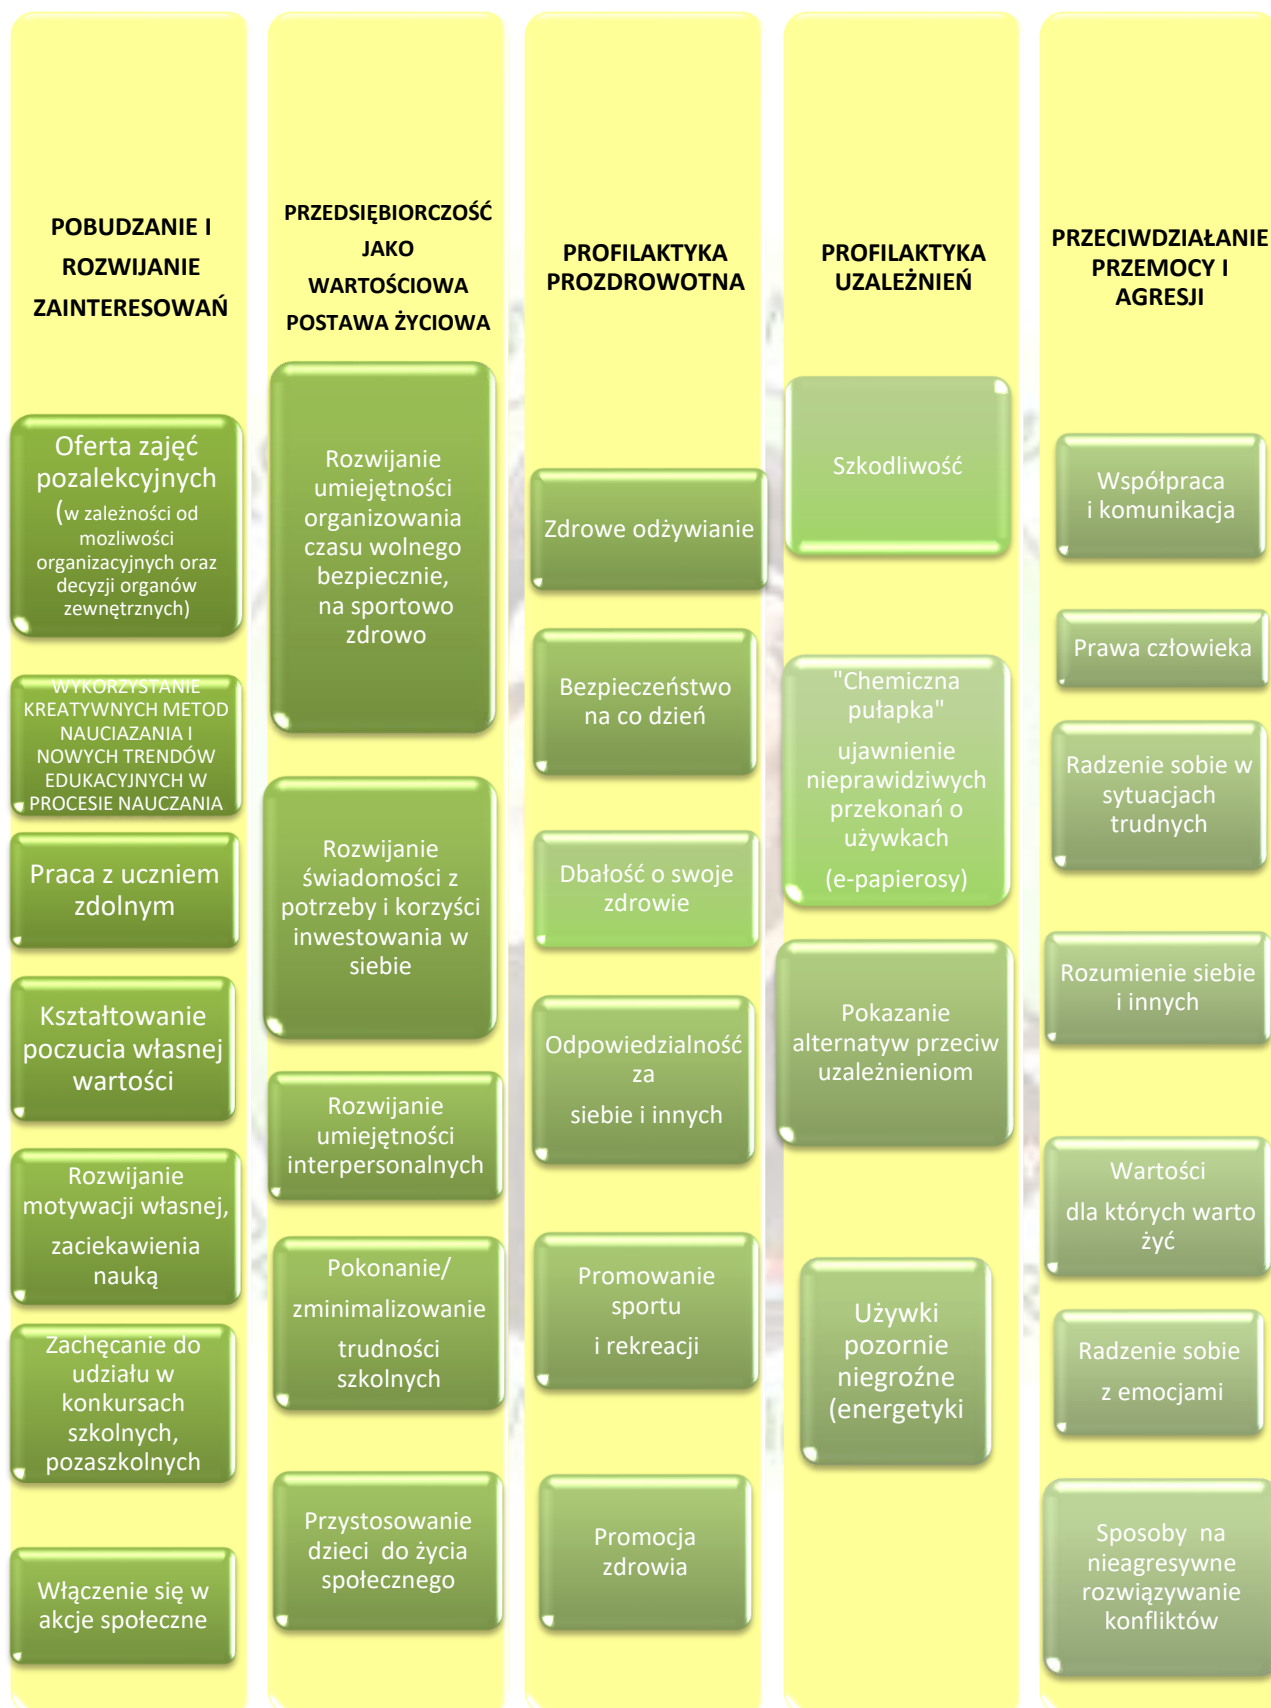 POBUDZANIE I
ROZWIJANIE
ZAINTERESOWAŃ
Oferta zajęć
pozalekcyjnych
(w zależności od
mozliwości
organizacyjnych oraz
decyzji organów
zewnętrznych)
WYKORZYSTANIE
KREATYWNYCH METOD
NAUCIAZANIA I
NOWYCH TRENDÓW
EDUKACYJNYCH W
PROCESIE NAUCZANIA
Praca z uczniem
zdolnym
Kształtowanie
poczucia własnej
wartości
Rozwijanie
motywacji własnej,
zaciekawienia
nauką
Zachęcanie do
udziału w
konkursach
szkolnych,
pozaszkolnych
Włączenie się w
akcje społeczne
PRZEDSIĘBIORCZOŚĆ
JAKO
WARTOŚCIOWA
POSTAWA ŻYCIOWA
Rozwijanie
umiejętności
organizowania
czasu wolnego
bezpiecznie,
na sportowo
zdrowo
Rozwijanie
świadomości z
potrzeby i korzyści
inwestowania w
siebie
Rozwijanie
umiejętności
interpersonalnych
Pokonanie/
zminimalizowanie
trudności
szkolnych
Przystosowanie
dzieci do życia
społecznego
PROFILAKTYKA
PROZDROWOTNA
Zdrowe odżywianie
Bezpieczeństwo
na co dzień
Dbałość o swoje
zdrowie
Odpowiedzialność
za
siebie i innych
Promowanie
sportu
i rekreacji
Promocja
zdrowia
PROFILAKTYKA
UZALEŻNIEŃ
Szkodliwość
"Chemiczna
pułapka"
ujawnienie
nieprawidziwych
przekonań o
używkach
(e-papierosy)
Pokazanie
alternatyw przeciw
uzależnieniom
Używki
pozornie
niegroźne
(energetyki
PRZECIWDZIAŁANIE
PRZEMOCY I
AGRESJI
Współpraca
i komunikacja
Prawa człowieka
Radzenie sobie w
sytuacjach
trudnych
Rozumienie siebie
i innych
Wartości
dla których warto
żyć
Radzenie sobie
z emocjami
Sposoby na
nieagresywne
rozwiązywanie
konfliktów